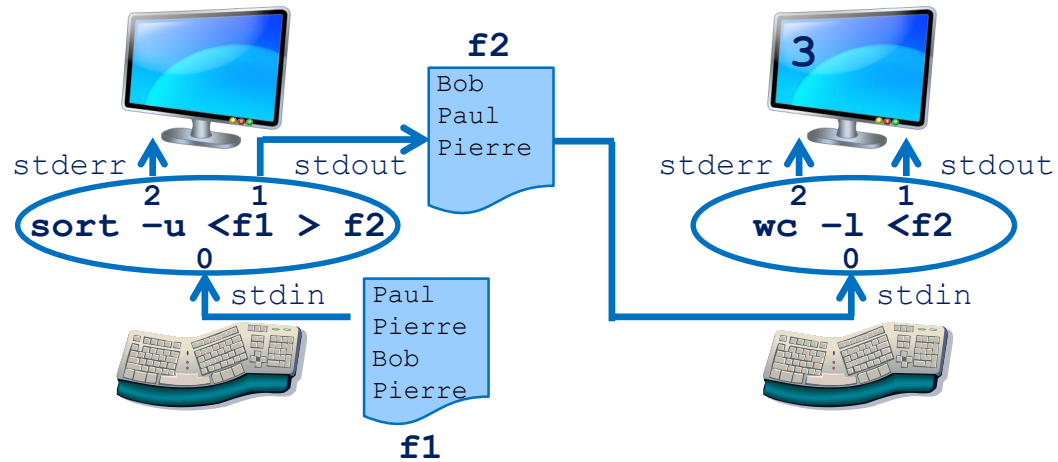 f2
3
Bob
Paul
Pierre
stderr
stdout
stderr
stdout
2
1
2
1
sort –u <f1 > f2
wc –l <f2
0
0
stdin
stdin
Paul
Pierre
Bob
Pierre
f1